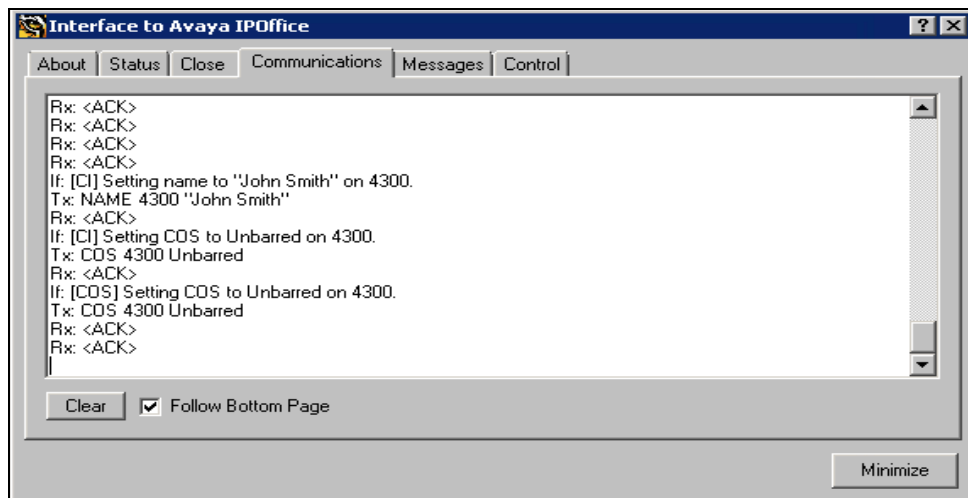 Interface to Avaya IPOffice
? X
About Status Close Communications Messages Control
Rx: <ACK>
Rx: <ACK>
Rx: <ACK>
Rx: <ACK>
If: [CI] Setting name to "John Smith" on 4300.
Tx: NAME 4300 "John Smith"
Rx: <ACK>
If: [CI] Setting COS to Unbarred on 4300.
Tx: COS 4300 Unbarred
Rx: <ACK>
If: [COS] Setting COS to Unbarred on 4300.
Tx: COS 4300 Unbarred
Rx: <ACK>
Rx: <ACK>
Clear Follow Bottom Page
Minimize